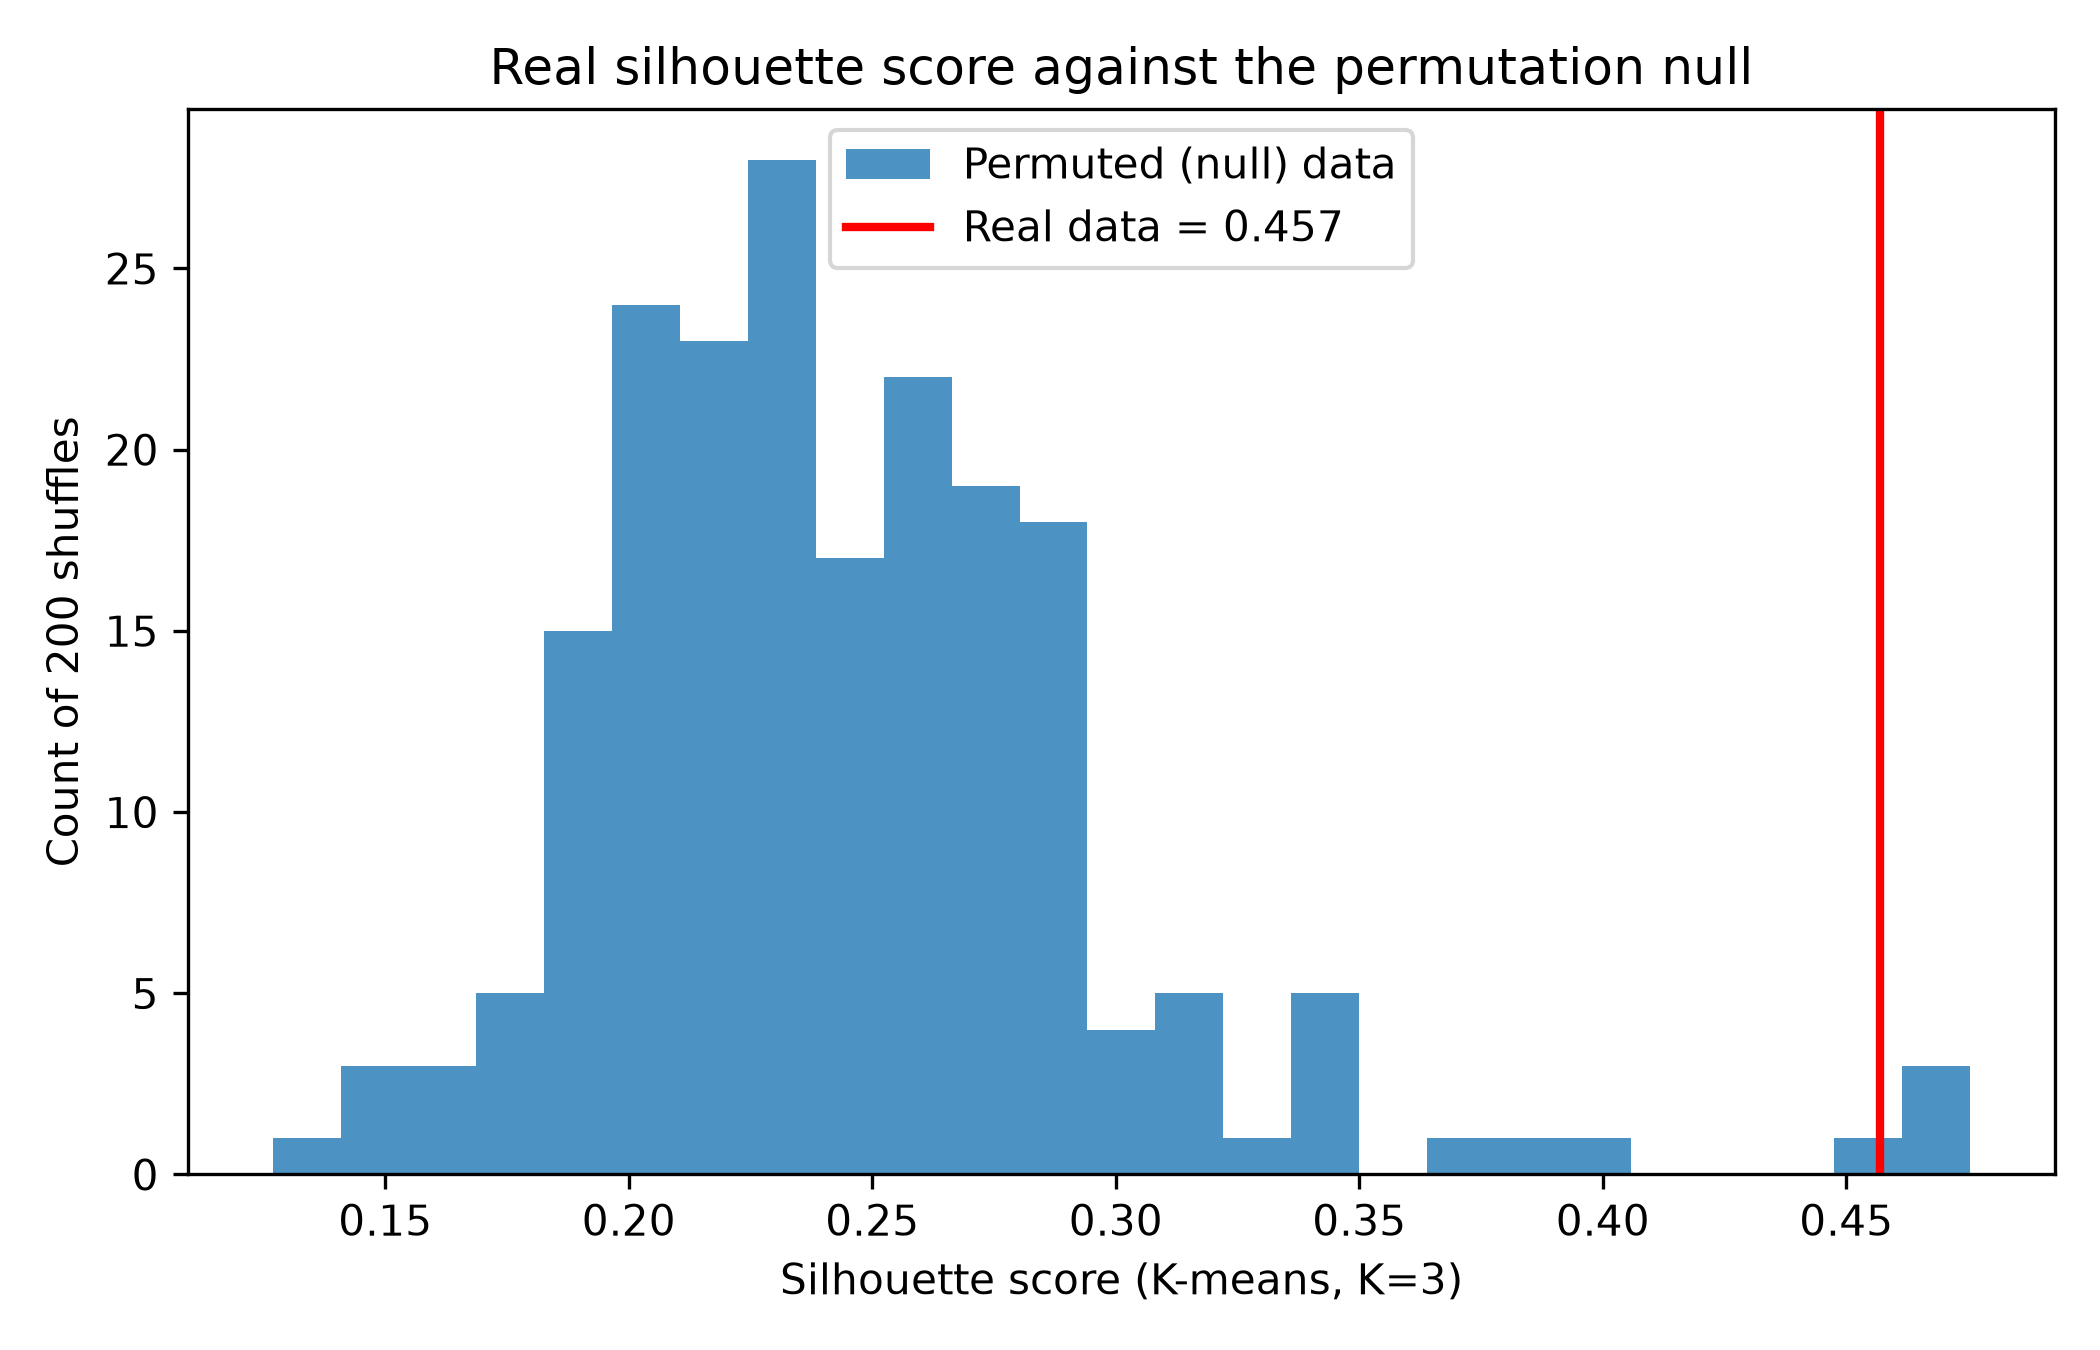 Real silhouette score against the permutation null
Permuted (null) data
Real data = 0.457
Count of 200 shuffles
25
20
15
10
5
0
0.15 0.20 0.25 0.30 0.35 0.40 0.45
Silhouette score (K-means, K=3)